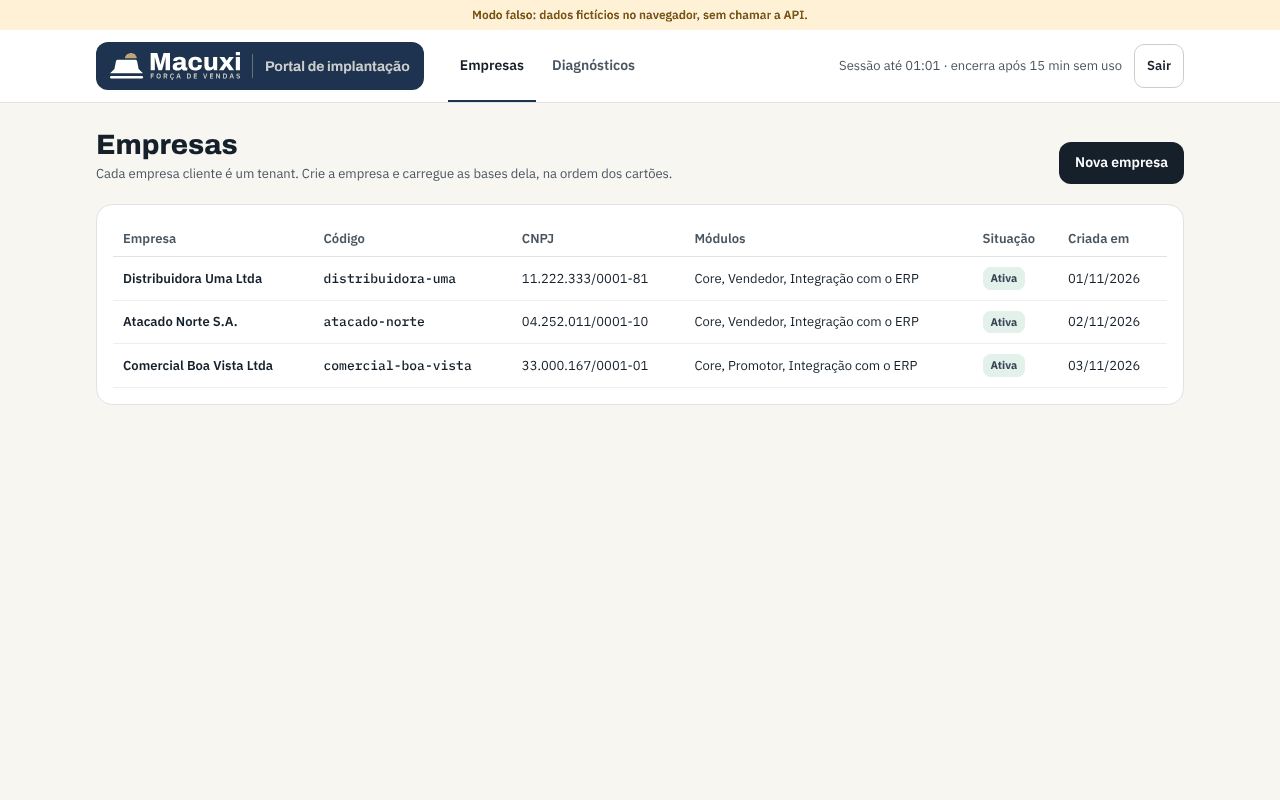 Modo falso: dados fictícios no navegador, sem chamar a API.
Macuxi
FORÇA DE VENDAS
Portal de implantação
Empresas
Diagnósticos
Sessão até 01:01 · encerra após 15 min sem uso
Sair
Empresas
Cada empresa cliente é um tenant. Crie a empresa e carregue as bases dela, na ordem dos cartões.
Nova empresa
Empresa Código CNPJ Módulos Situação Criada em
Distribuidora Uma Ltda distribuidora-uma 11.222.333/0001-81 Core, Vendedor, Integração com o ERP Ativa 01/11/2026
Atacado Norte S.A. atacado-norte 04.252.011/0001-10 Core, Vendedor, Integração com o ERP Ativa 02/11/2026
Comercial Boa Vista Ltda comercial-boa-vista 33.000.167/0001-01 Core, Promotor, Integração com o ERP Ativa 03/11/2026